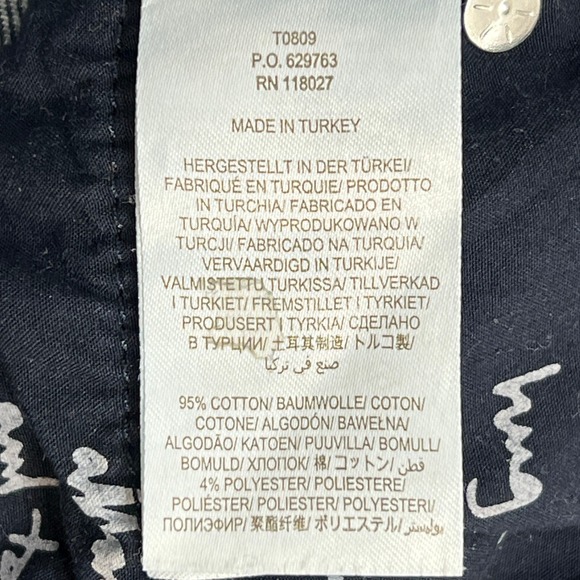 T0809
P.O. 629763
RN 118027
MADE IN TURKEY
HERGESTELLT IN DER TÜRKEI/
FABRIQUÉ EN TURQUIE/ PRODOTTO
IN TURCHIA/ FABRICADO EN
TURQUÍA/ WYPRODUKOWANO W
TURCJI/ FABRICADO NA TURQUIA/
VERVAARDIGD IN TURKIJE/
VALMISTETTU TURKISSA/ TILLVERKAD
I TURKIET/ FREMSTILLET I TYRKIET/
PRODUSERT I TYRKIA/ СДЕЛАНО
В ТУРЦИИ/ 土耳其制造/ トルコ製/
صنع في تركيا
95% COTTON/ BAUMWOLLE/ COTON/
COTONE/ ALGODÓN/ BAWEŁNA/
ALGODÃO/ KATOEN/ PUUVILLA/ BOMULL/
BOMULD/ ХЛОПОК/ 棉/ コットン/ قطن/
4% POLYESTER/ POLIESTERE/
POLIÉSTER/ POLIESTER/ POLYESTERI/
ПОЛИЭФИР/ 聚酯纤维/ ポリエステル/ بوليستر/